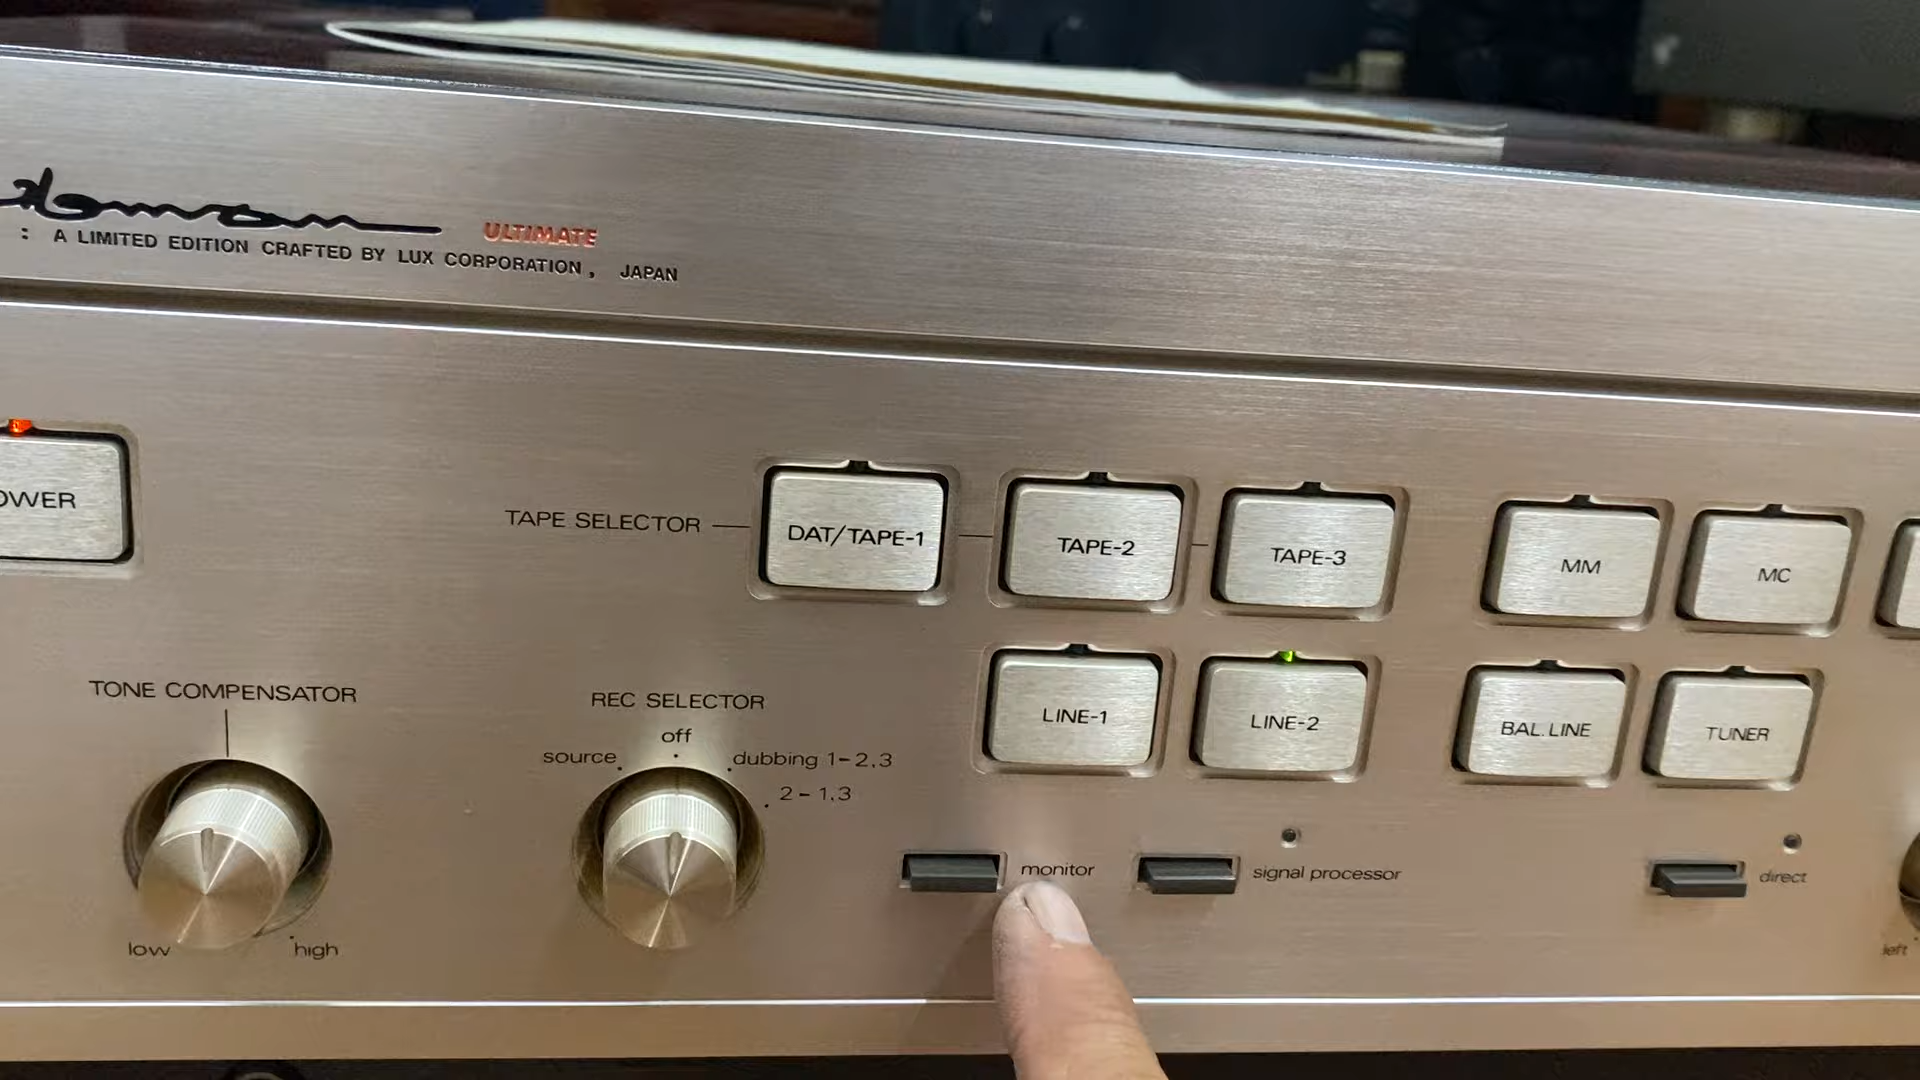 ULTIMATE
: A LIMITED EDITION CRAFTED BY LUX CORPORATION, JAPAN
OWER
TAPE SELECTOR
DAT/TAPE-1
TAPE-2
TAPE-3
MM
MC
LINE-1
LINE-2
BAL.LINE
TUNER
TONE COMPENSATOR
low
high
REC SELECTOR
off
source
dubbing 1-2,3
2-1,3
monitor
signal processor
direct
left